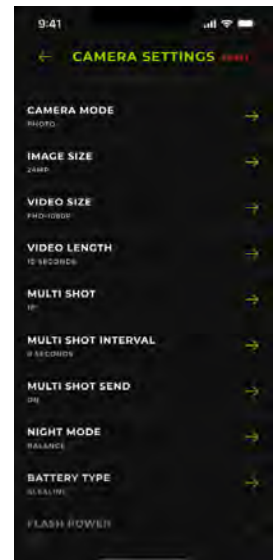 9:41
CAMERA SETTINGS
CAMERA MODE
PHOTO
IMAGE SIZE
VIDEO SIZE
FHD-1080P
VIDEO LENGTH
10 SECONDS
MULTI SHOT
MULTI SHOT INTERVAL
SECONDS
MULTI SHOT SEND
ON
NIGHT MODE
BALANCE
BATTERY TYPE
ALKALINE
FLASH POWER